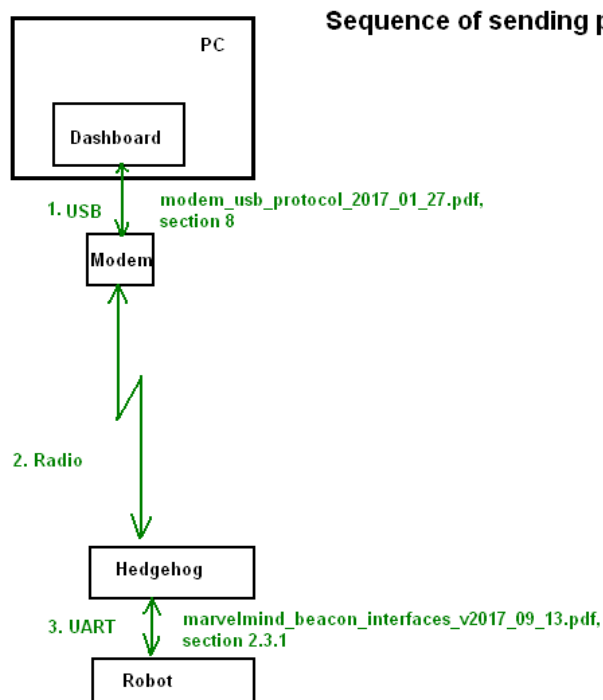 Sequence of sending p
PC
Dashboard
1. USB
modem_usb_protocol_2017_01_27.pdf,
section 8
Modem
2. Radio
Hedgehog
3. UART
marvelmind_beacon_interfaces_v2017_09_13.pdf,
section 2.3.1
Robot